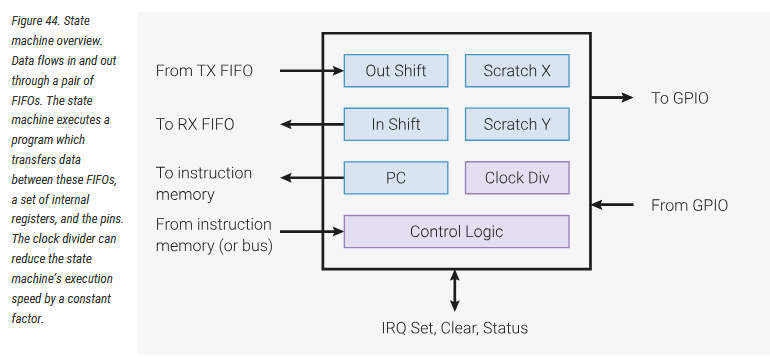 Figure 44. State
machine overview.
Data flows in and out
through a pair of
FIFOs. The state
machine executes a
program which
transfers data
between these FIFOs,
a set of internal
registers, and the pins.
The clock divider can
reduce the state
machine’s execution
speed by a constant
factor.
From TX FIFO
Out Shift
Scratch X
To GPIO
To RX FIFO
In Shift
Scratch Y
To instruction
memory
PC
Clock Div
From GPIO
From instruction
memory (or bus)
Control Logic
IRQ Set, Clear, Status